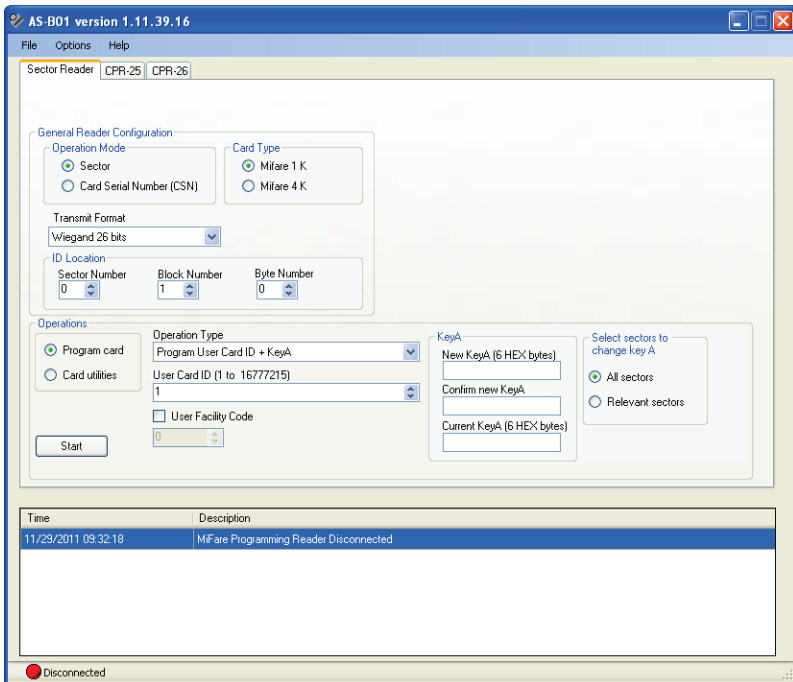 AS-B01 version 1.11.39.16
File Options Help
Sector Reader CPR-25 CPR-26
General Reader Configuration
Operation Mode
Sector
Card Serial Number (CSN)
Card Type
Mifare 1 K
Mifare 4 K
Transmit Format
Wiegand 26 bits
ID Location
Sector Number Block Number Byte Number
0 1 0
Operations
Program card
Card utilities
Start
Operation Type
Program User Card ID + KeyA
User Card ID (1 to 16777215)
1
User Facility Code
0
KeyA
New KeyA (6 HEX bytes)
Confirm new KeyA
Current KeyA (6 HEX bytes)
Select sectors to
change key A
All sectors
Relevant sectors
Time Description
11/29/2011 09:32:18 MiFare Programming Reader Disconnected
Disconnected